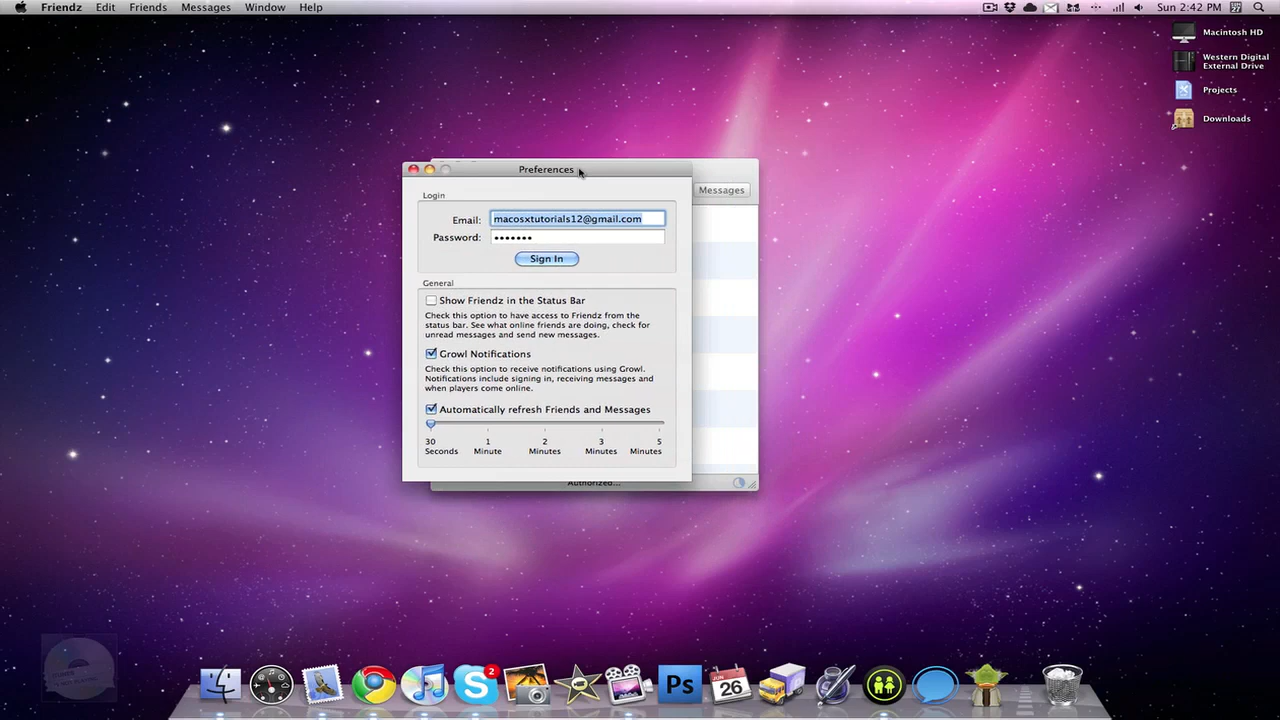 Friendz Edit Friends Messages Window Help
Sun 2:42 PM
Macintosh HD
Western Digital
External Drive
Projects
Downloads
Preferences
Messages
Login
Email: macosxtutorials12@gmail.com
Password: •••••••
Sign In
General
Show Friendz in the Status Bar
Check this option to have access to Friendz from the
status bar. See what online friends are doing, check for
unread messages and send new messages.
Growl Notifications
Check this option to receive notifications using Growl.
Notifications include signing in, receiving messages and
when players come online.
Automatically refresh Friends and Messages
30 1 2 3 5
Seconds Minute Minutes Minutes Minutes
Authorized...
2
Ps
JUN
26